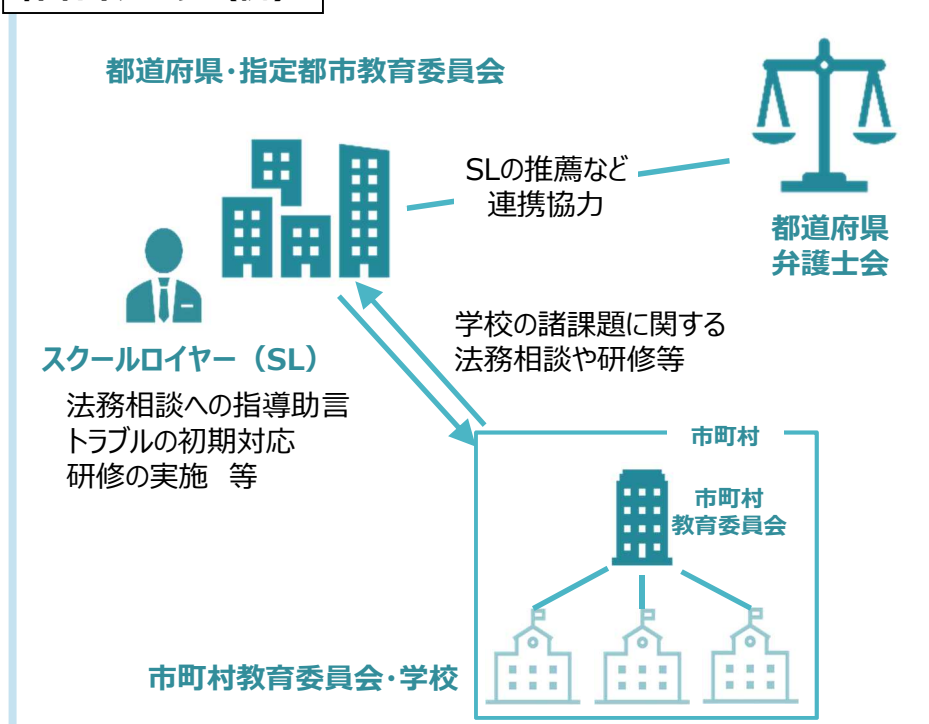 都道府県・指定都市教育委員会
SLの推薦など
連携協力
都道府県
弁護士会
スクールロイヤー（SL）
法務相談への指導助言
トラブルの初期対応
研修の実施　等
学校の諸課題に関する
法務相談や研修等
市町村
市町村
教育委員会
市町村教育委員会・学校